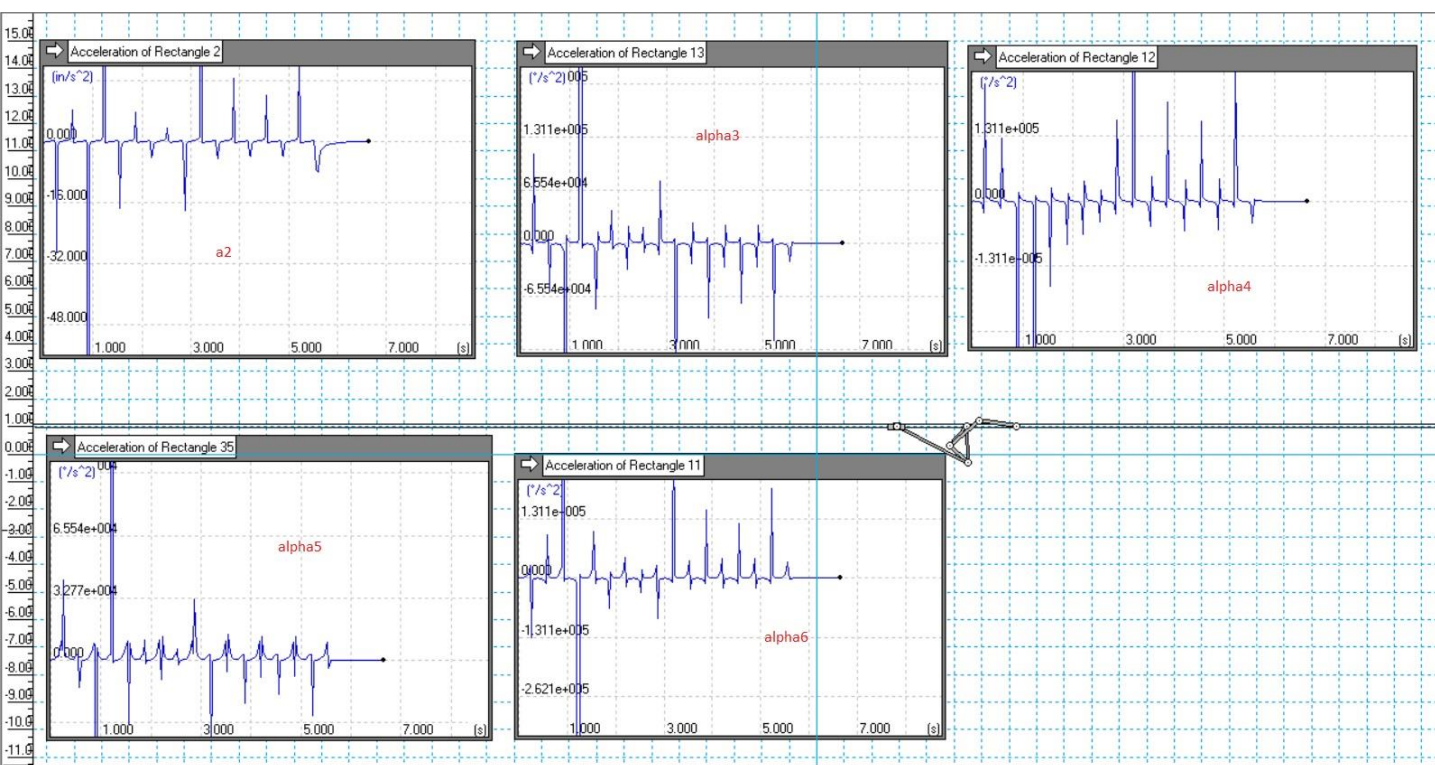 15.00
14.00
13.00
12.00
11.00
10.00
9.000
8.000
7.000
6.000
5.000
4.000
3.000
2.000
1.000
0.000
-1.00
-2.00
-3.00
-4.00
-5.00
-6.00
-7.00
-8.00
-9.00
-10.0
-11.0
Acceleration of Rectangle 2
(in/s^2)
0.000
-16.000
-32.000
-48.000
a2
1.000 3.000 5.000 7.000 (s)
Acceleration of Rectangle 13
(°/s^2) 005
1.311e+005
6.554e+004
0.000
-6.554e+004
alpha3
1.000 3.000 5.000 7.000 (s)
Acceleration of Rectangle 12
(°/s^2)
1.311e+005
0.000
-1.311e+005
alpha4
1.000 3.000 5.000 7.000 (s)
Acceleration of Rectangle 35
(°/s^2) 004
6.554e+004
3.277e+004
0.000
alpha5
1.000 3.000 5.000 7.000 (s)
Acceleration of Rectangle 11
(°/s^2)
1.311e+005
0.000
-1.311e+005
-2.621e+005
alpha6
1.000 3.000 5.000 7.000 (s)